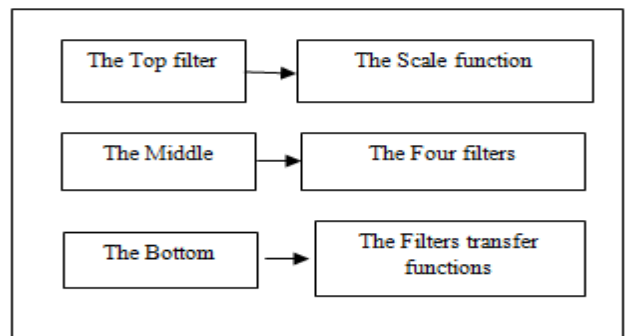 The Top filter
The Scale function
The Middle
The Four filters
The Bottom
The Filters transfer
functions